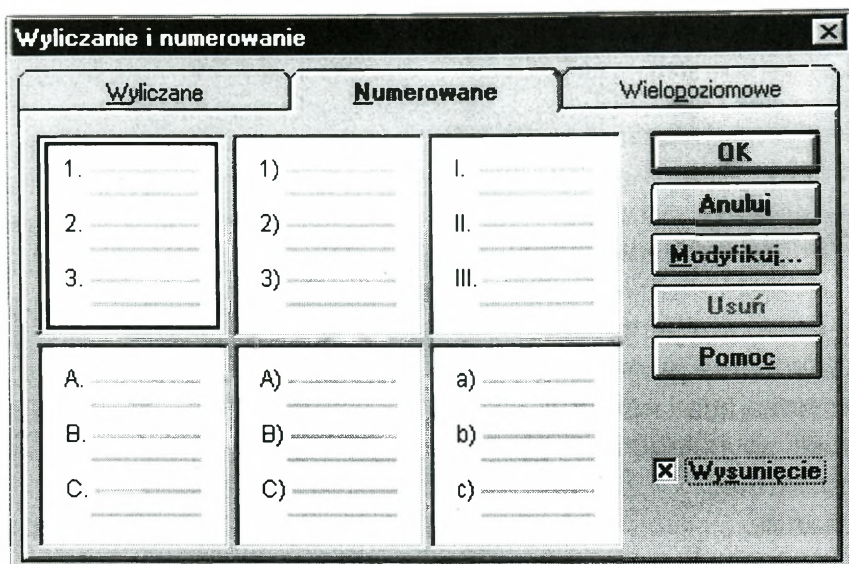 Wyliczanie i numerowanie
Wyliczane
Numerowane
Wielopoziomowe
1.
2.
3.
1)
2)
3)
I.
II.
III.
A.
B.
C.
A)
B)
C)
a)
b)
c)
OK
Anuluj
Modyfikuj...
Usuń
Pomoc
Wysunięcie